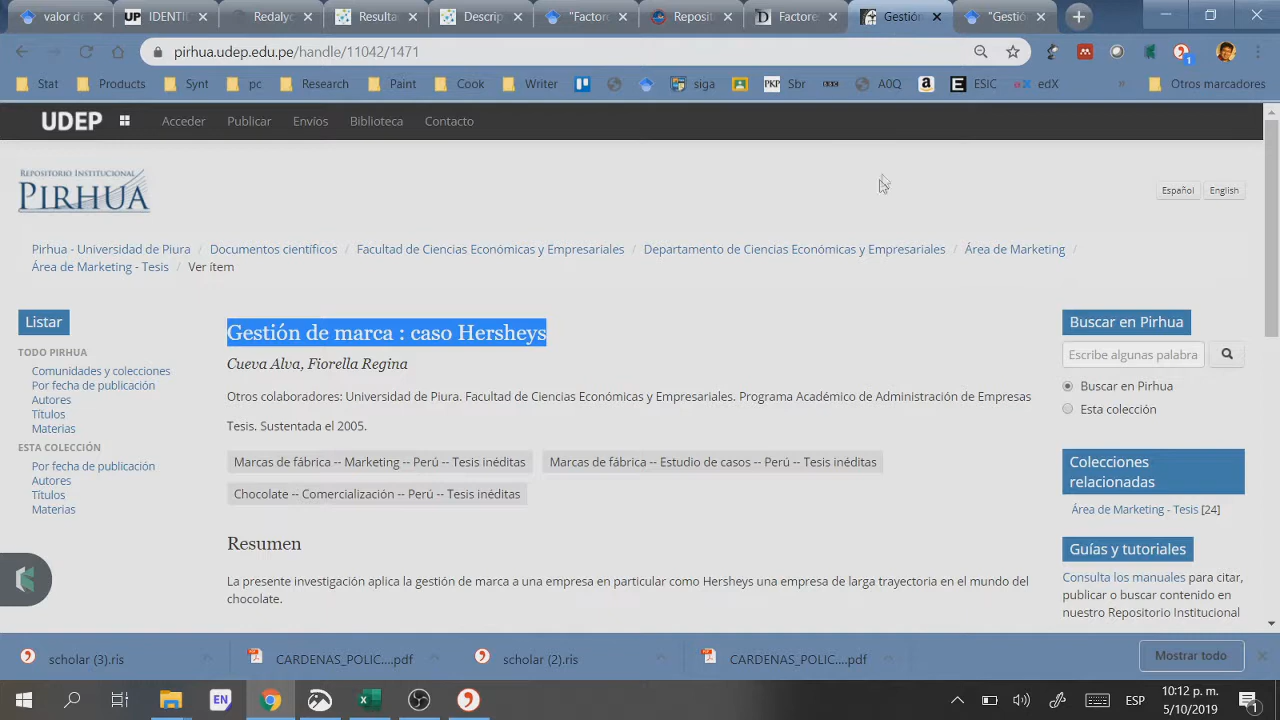 valor de
IDENTIC
Redalyc
Resulta
Descrip
"Factor
Reposit
Factore
Gestión
"Gestió
pirhua.udep.edu.pe/handle/11042/1471
Stat Products Synt pc Research Paint Cook Writer siga PKP Sbr A0Q ESIC edX » Otros marcadores
UDEP Acceder Publicar Envíos Biblioteca Contacto
REPOSITORIO INSTITUCIONAL
PIRHUA
Español English
Pirhua - Universidad de Piura / Documentos científicos / Facultad de Ciencias Económicas y Empresariales / Departamento de Ciencias Económicas y Empresariales / Área de Marketing /
Área de Marketing - Tesis / Ver ítem
Listar
TODO PIRHUA
Comunidades y colecciones
Por fecha de publicación
Autores
Títulos
Materias
ESTA COLECCIÓN
Por fecha de publicación
Autores
Títulos
Materias
Gestión de marca : caso Hersheys
Cueva Alva, Fiorella Regina
Otros colaboradores: Universidad de Piura. Facultad de Ciencias Económicas y Empresariales. Programa Académico de Administración de Empresas
Tesis. Sustentada el 2005.
Marcas de fábrica -- Marketing -- Perú -- Tesis inéditas
Marcas de fábrica -- Estudio de casos -- Perú -- Tesis inéditas
Chocolate -- Comercialización -- Perú -- Tesis inéditas
Resumen
La presente investigación aplica la gestión de marca a una empresa en particular como Hersheys una empresa de larga trayectoria en el mundo del
chocolate.
Buscar en Pirhua
Escribe algunas palabra
Buscar en Pirhua
Esta colección
Colecciones
relacionadas
Área de Marketing - Tesis [24]
Guías y tutoriales
Consulta los manuales para citar,
publicar o buscar contenido en
nuestro Repositorio Institucional
scholar (3).ris
CARDENAS_POLIC....pdf
scholar (2).ris
CARDENAS_POLIC....pdf
Mostrar todo
EN
ESP
10:12 p. m.
5/10/2019